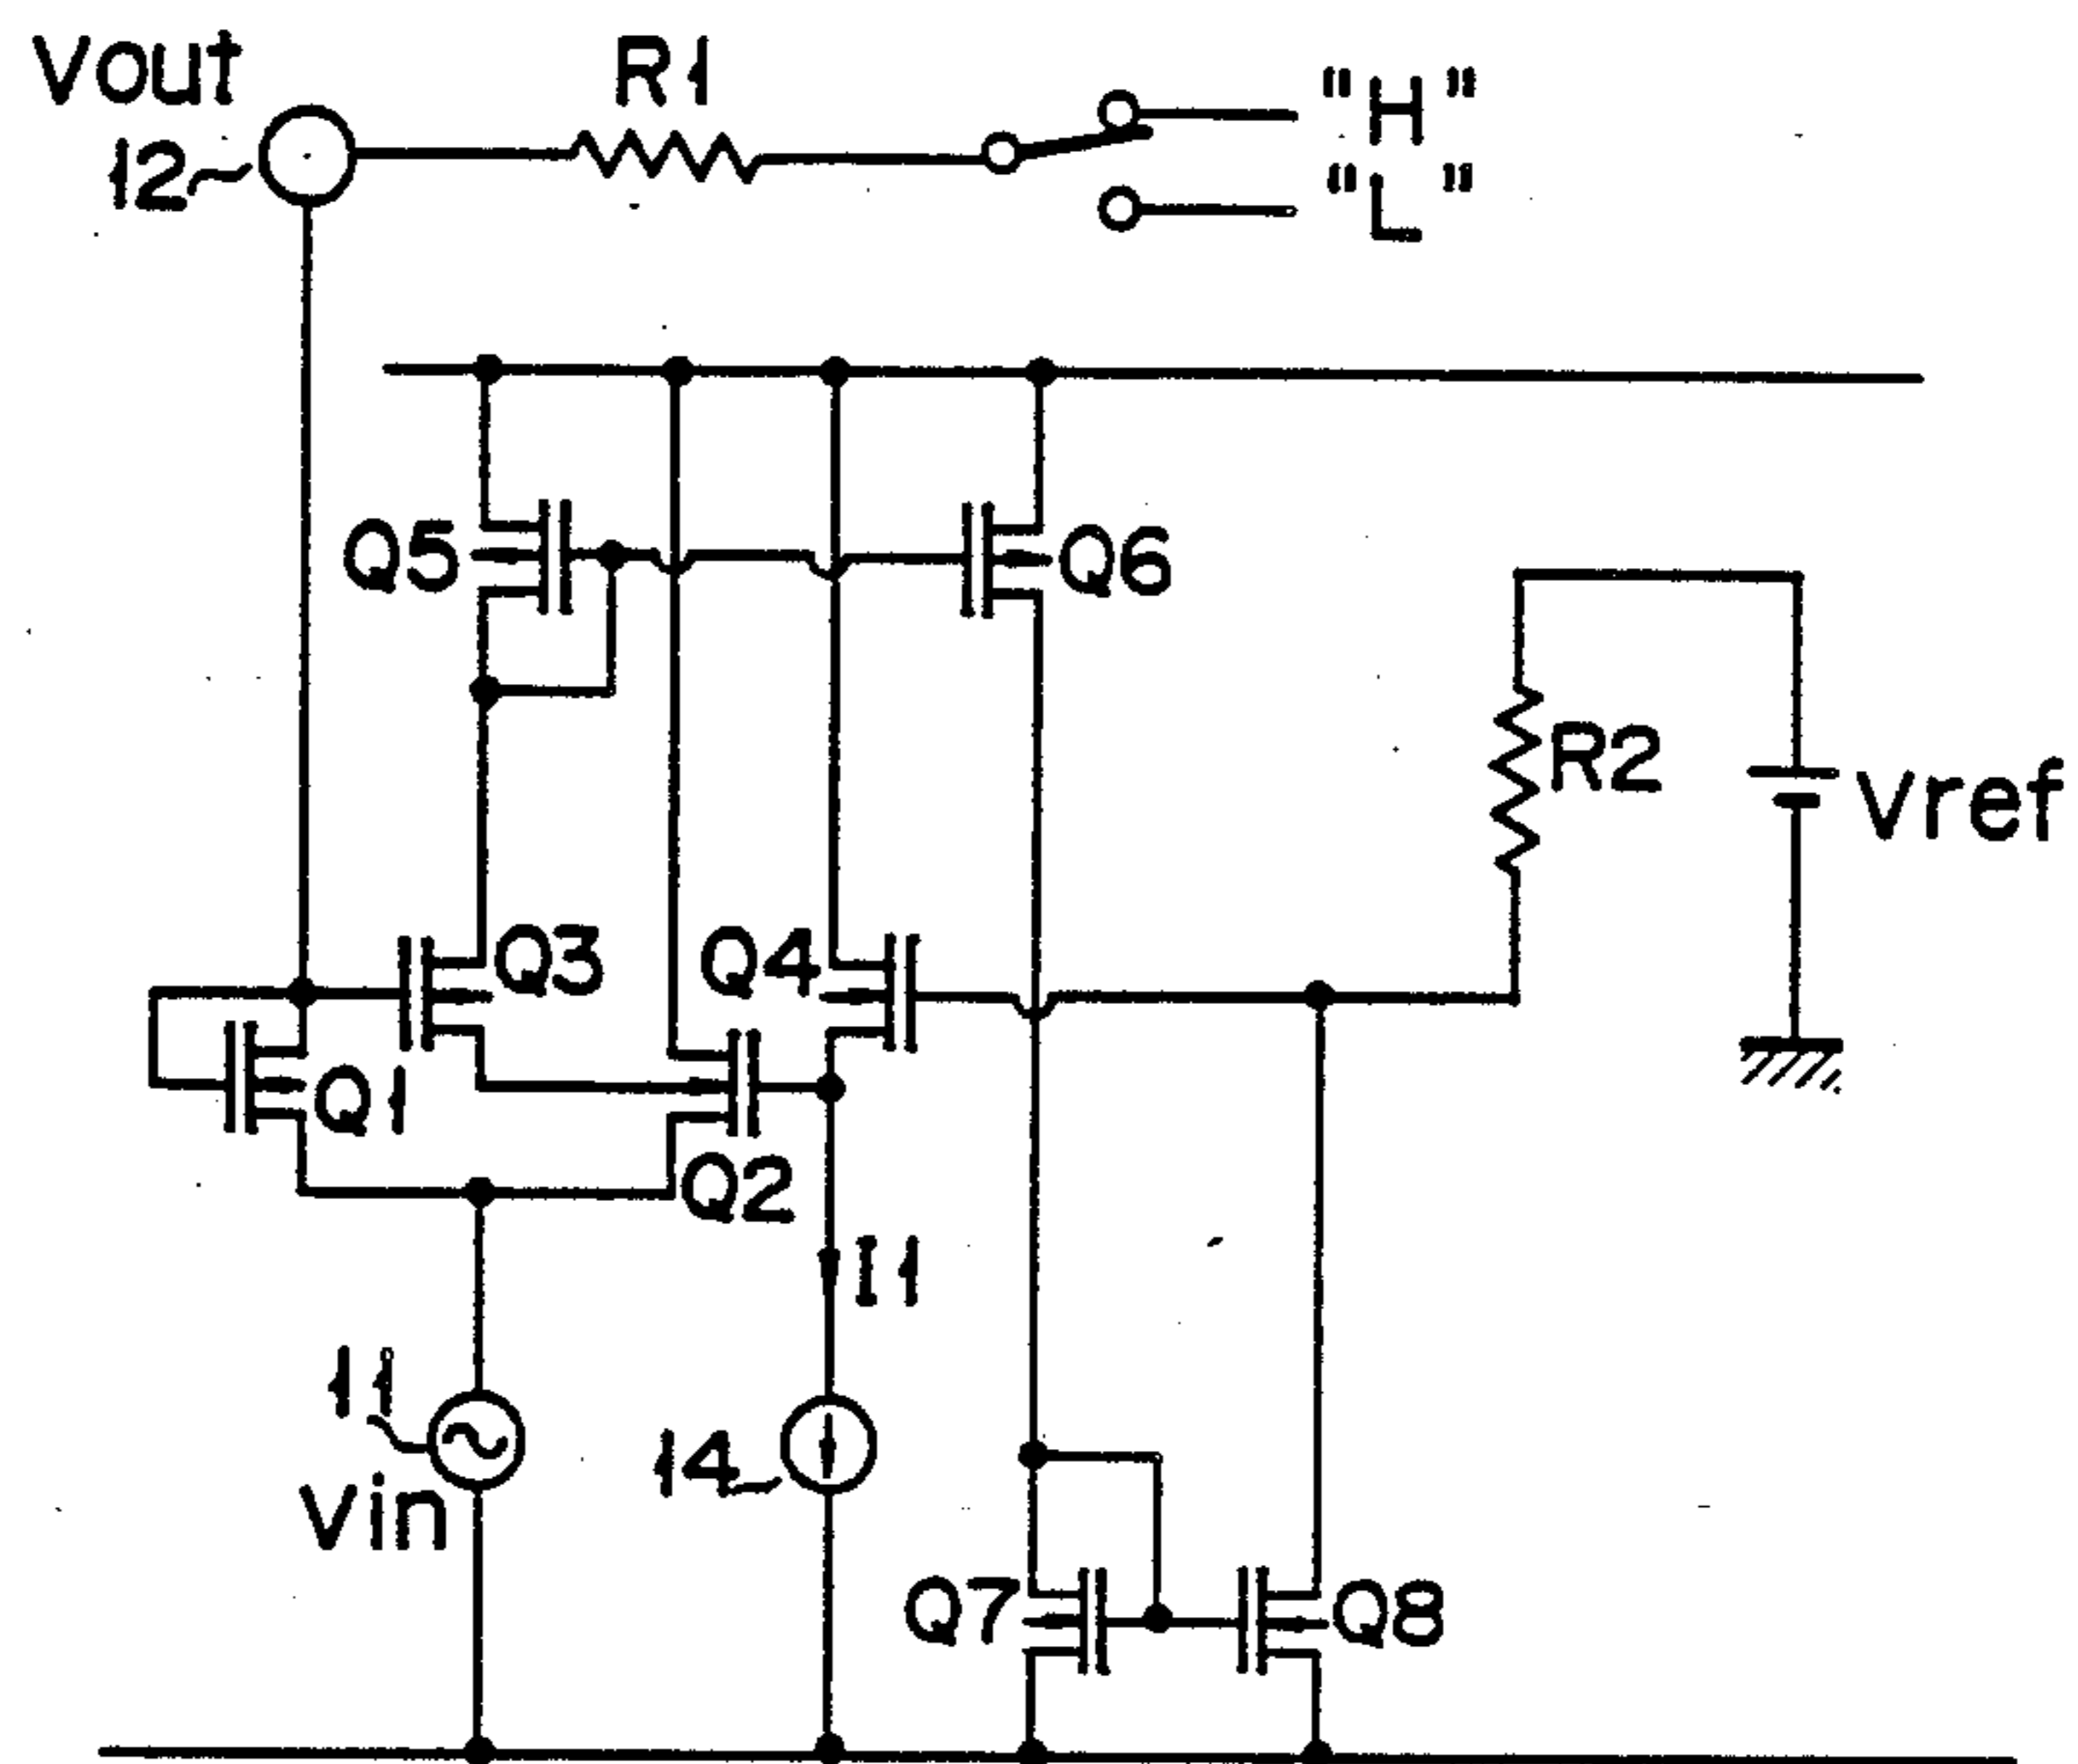 Vout
R1
"H"
12
"L"
Q5
Q6
R2
Vref
Q3
Q4
Q1
Q2
I1
11
14
Vin
Q7
Q8